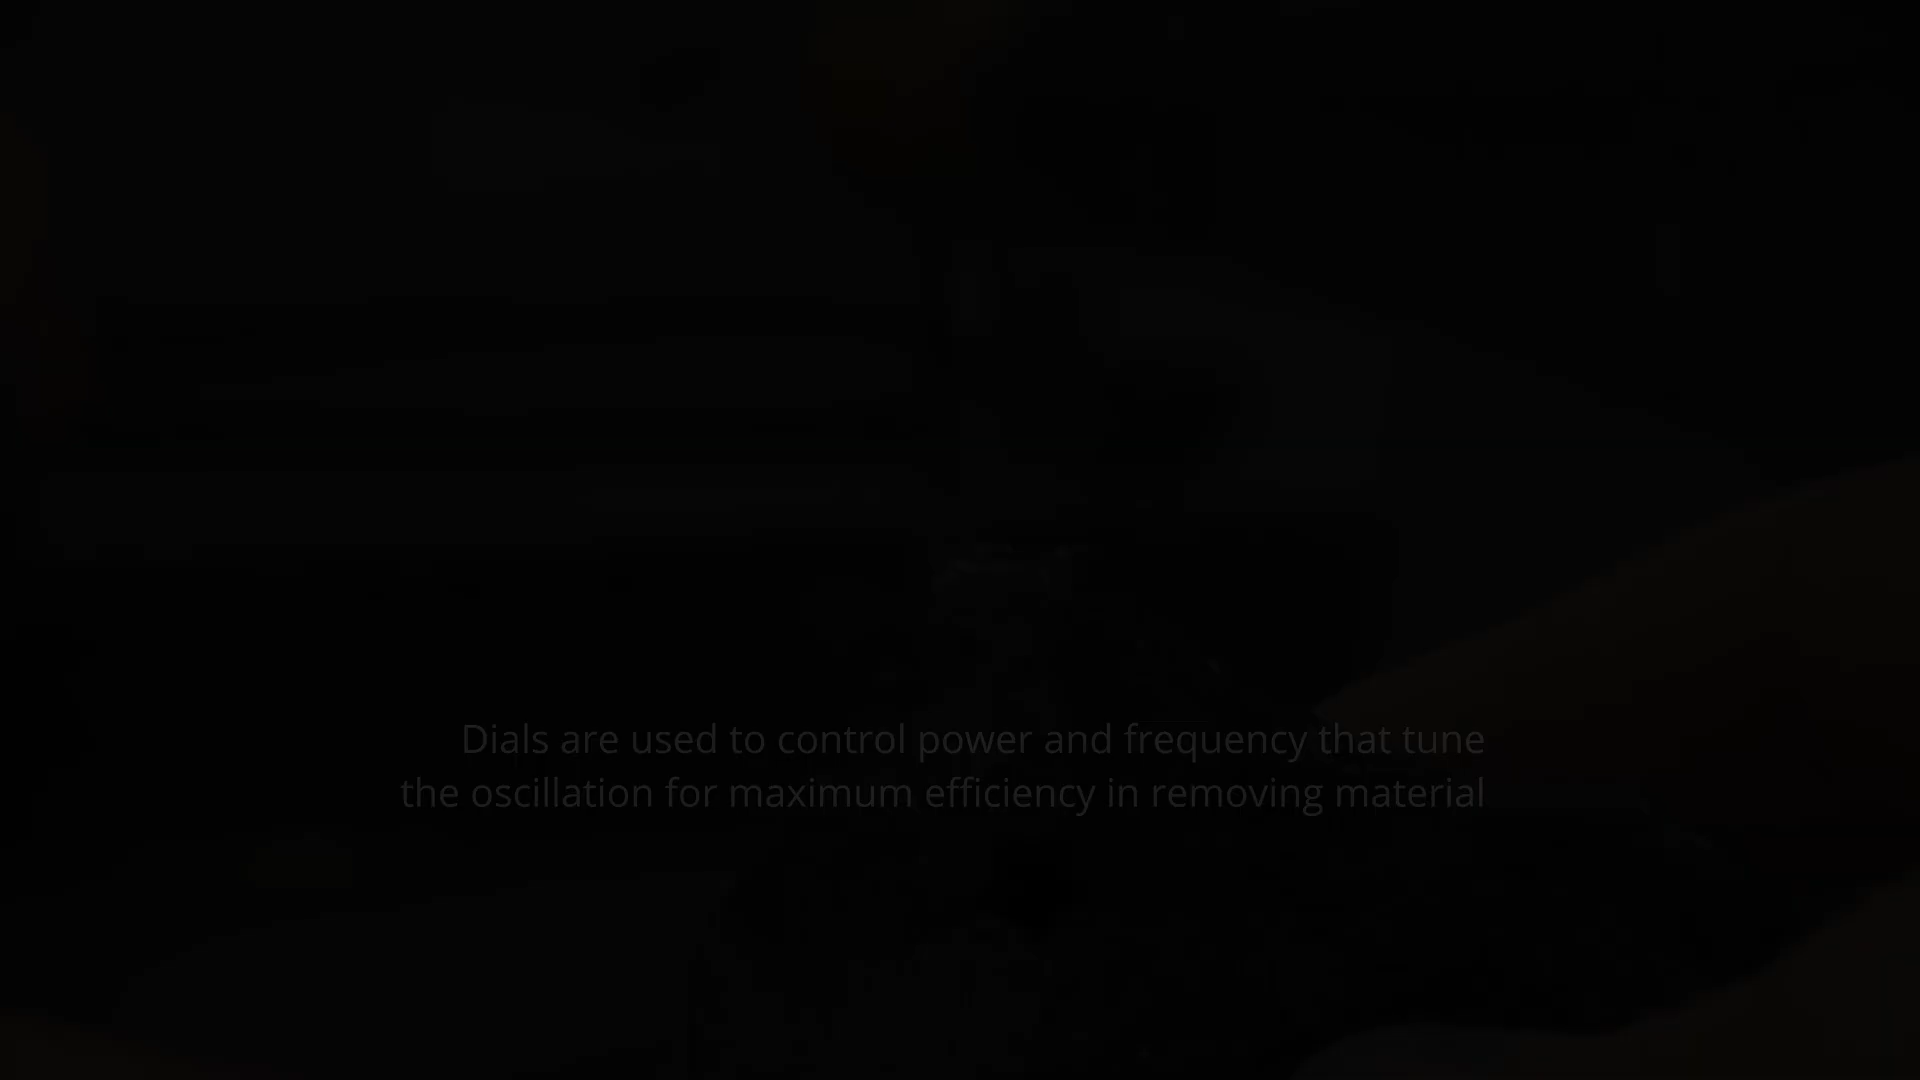 Dials are used to control power and frequency that tune
the oscillation for maximum efficiency in removing material